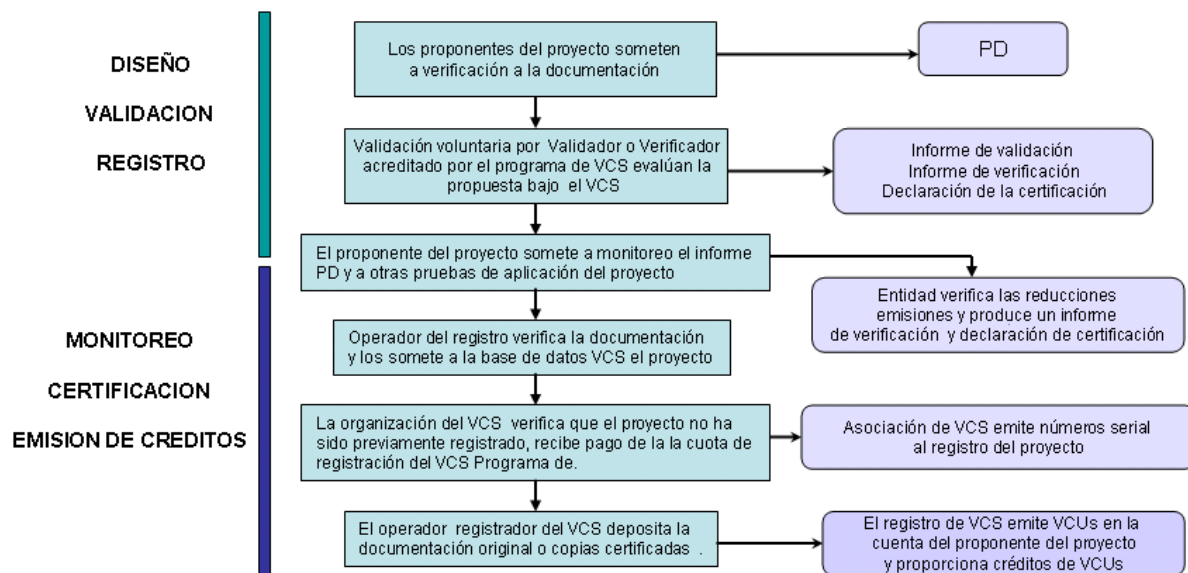 DISEÑO
VALIDACION
REGISTRO
Los proponentes del proyecto someten
a verificación a la documentación
PD
Validación voluntaria por Validador o Verificador
acreditado por el programa de VCS evalúan la
propuesta bajo el VCS
Informe de validación
Informe de verificación
Declaración de la certificación
El proponente del proyecto somete a monitoreo el informe
PD y a otras pruebas de aplicación del proyecto
Entidad verifica las reducciones
emisiones y produce un informe
de verificación y declaración de certificación
MONITOREO
CERTIFICACION
EMISION DE CREDITOS
Operador del registro verifica la documentación
y los somete a la base de datos VCS el proyecto
La organización del VCS verifica que el proyecto no ha
sido previamente registrado, recibe pago de la la cuota de
registración del VCS Programa de.
Asociación de VCS emite números serial
al registro del proyecto
El operador registrador del VCS deposita la
documentación original o copias certificadas .
El registro de VCS emite VCUs en la
cuenta del proponente del proyecto
y proporciona créditos de VCUs